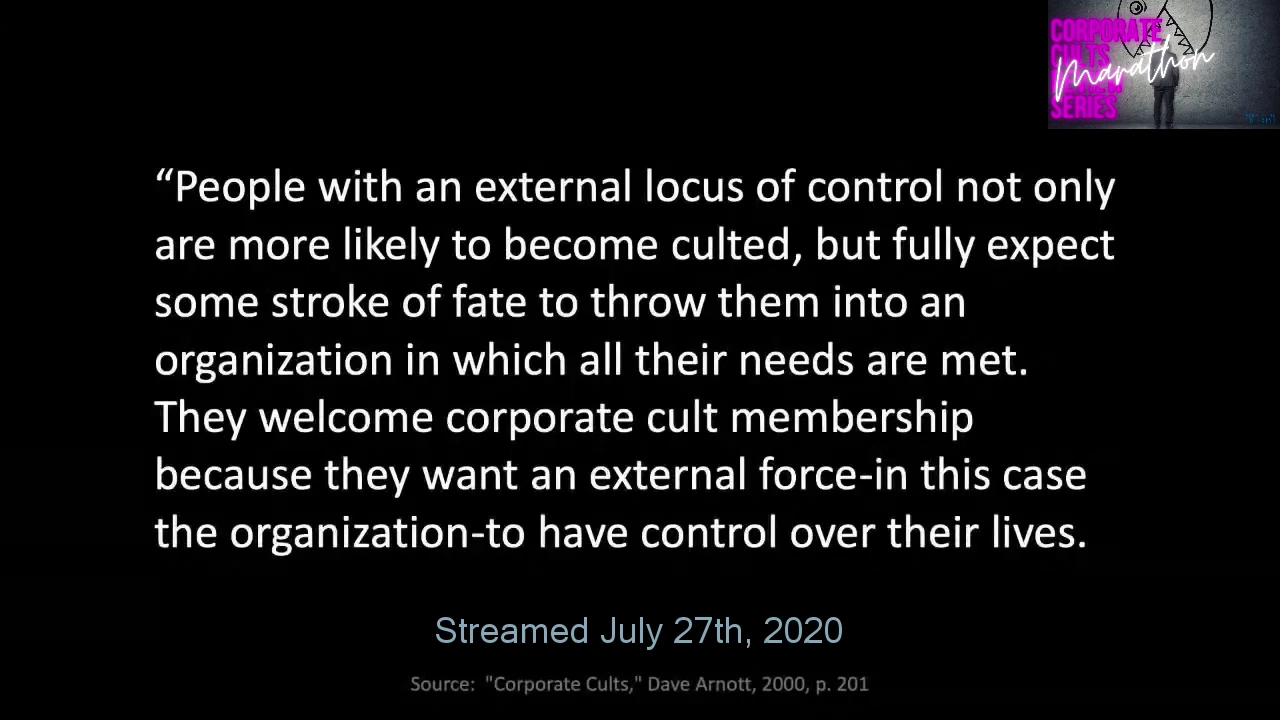 CORPORATE
CULTS
Marathon
SERIES
“People with an external locus of control not only
are more likely to become culted, but fully expect
some stroke of fate to throw them into an
organization in which all their needs are met.
They welcome corporate cult membership
because they want an external force-in this case
the organization-to have control over their lives.
Streamed July 27th, 2020
Source: "Corporate Cults," Dave Arnott, 2000, p. 201